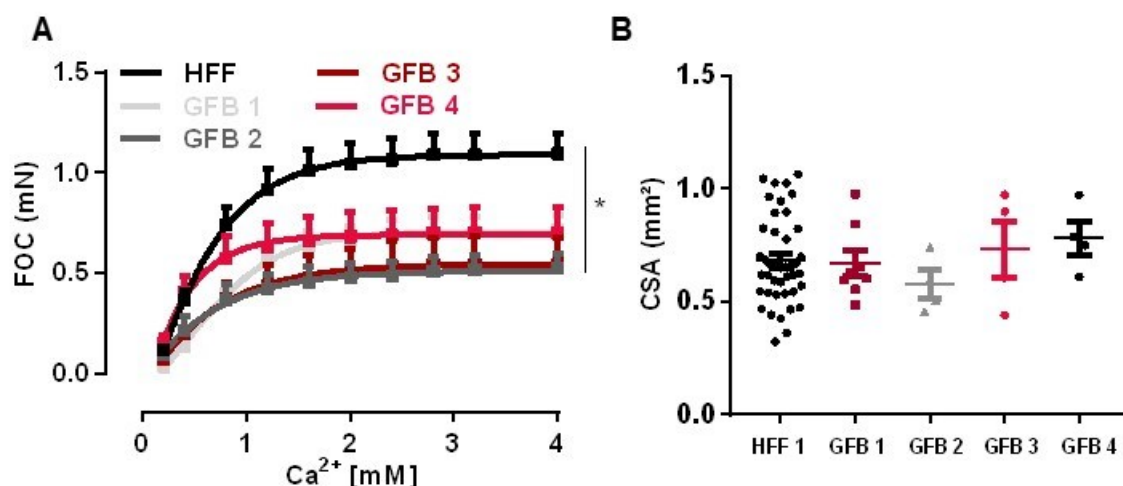 A
1.5
1.0
0.5
0.0
FOC (mN)
HFF
GFB 1
GFB 2
GFB 3
GFB 4
*
0 1 2 3 4
Ca²⁺ [mM]
B
1.5
1.0
0.5
0.0
CSA (mm²)
HFF 1 GFB 1 GFB 2 GFB 3 GFB 4